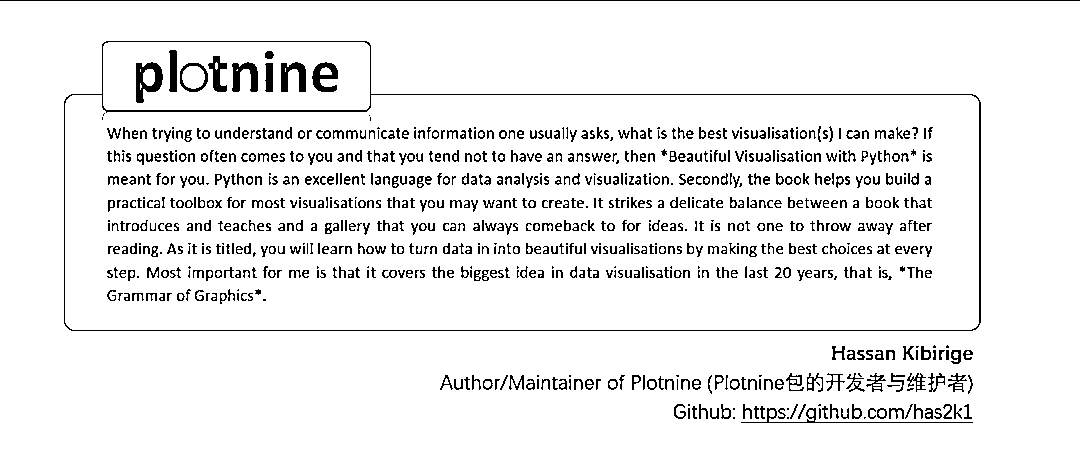 plotnine
When trying to understand or communicate information one usually asks, what is the best visualisation(s) I can make? If
this question often comes to you and that you tend not to have an answer, then *Beautiful Visualisation with Python* is
meant for you. Python is an excellent language for data analysis and visualization. Secondly, the book helps you build a
practical toolbox for most visualisations that you may want to create. It strikes a delicate balance between a book that
introduces and teaches and a gallery that you can always comeback to for ideas. It is not one to throw away after
reading. As it is titled, you will learn how to turn data in into beautiful visualisations by making the best choices at every
step. Most important for me is that it covers the biggest idea in data visualisation in the last 20 years, that is, *The
Grammar of Graphics*.
Hassan Kibirige
Author/Maintainer of Plotnine (Plotnine包的开发者与维护者)
Github: https://github.com/has2k1